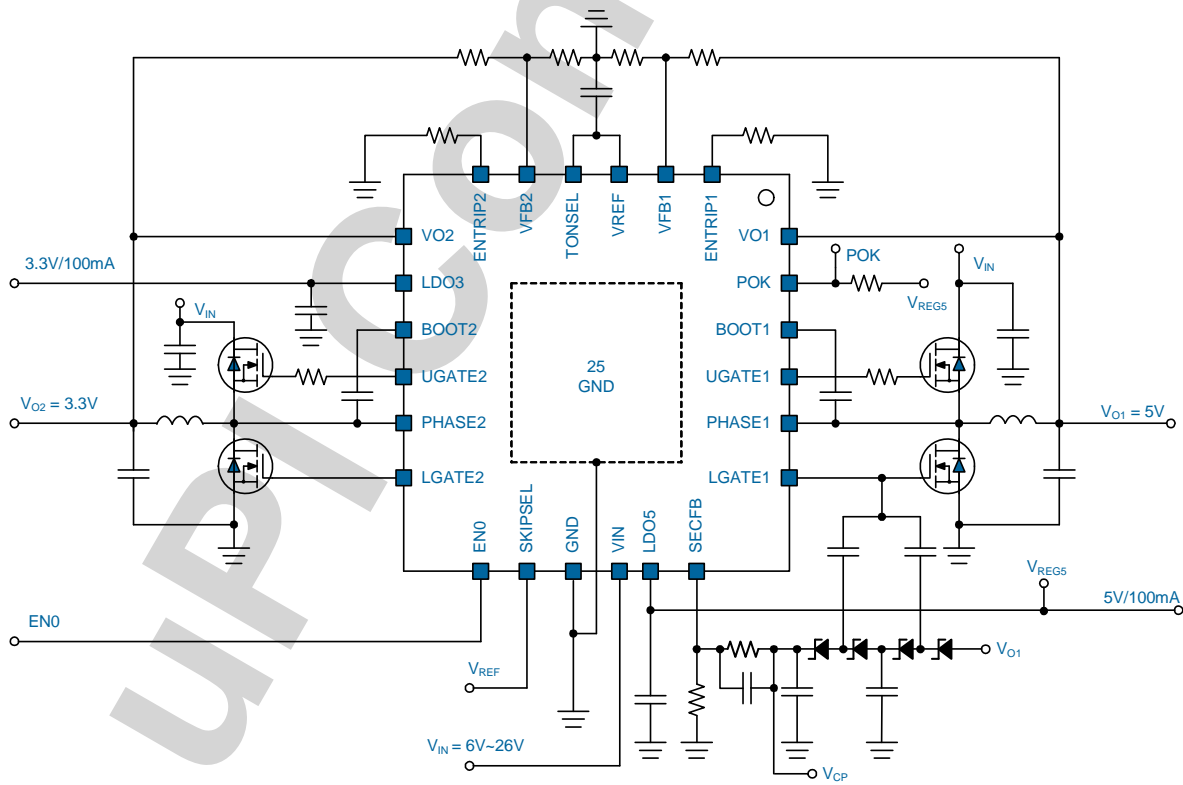 uPI Con
ENTRIP2
VFB2
TONSEL
VREF
VFB1
ENTRIP1
VO2
VO1
3.3V/100mA
LDO3
POK
POK
VREG5
VIN
VIN
BOOT2
BOOT1
25
GND
UGATE2
UGATE1
VO2 = 3.3V
PHASE2
PHASE1
VO1 = 5V
LGATE2
LGATE1
EN0
SKIPSEL
GND
VIN
LDO5
SECFB
VREG5
5V/100mA
EN0
VREF
VO1
VIN = 6V~26V
VCP